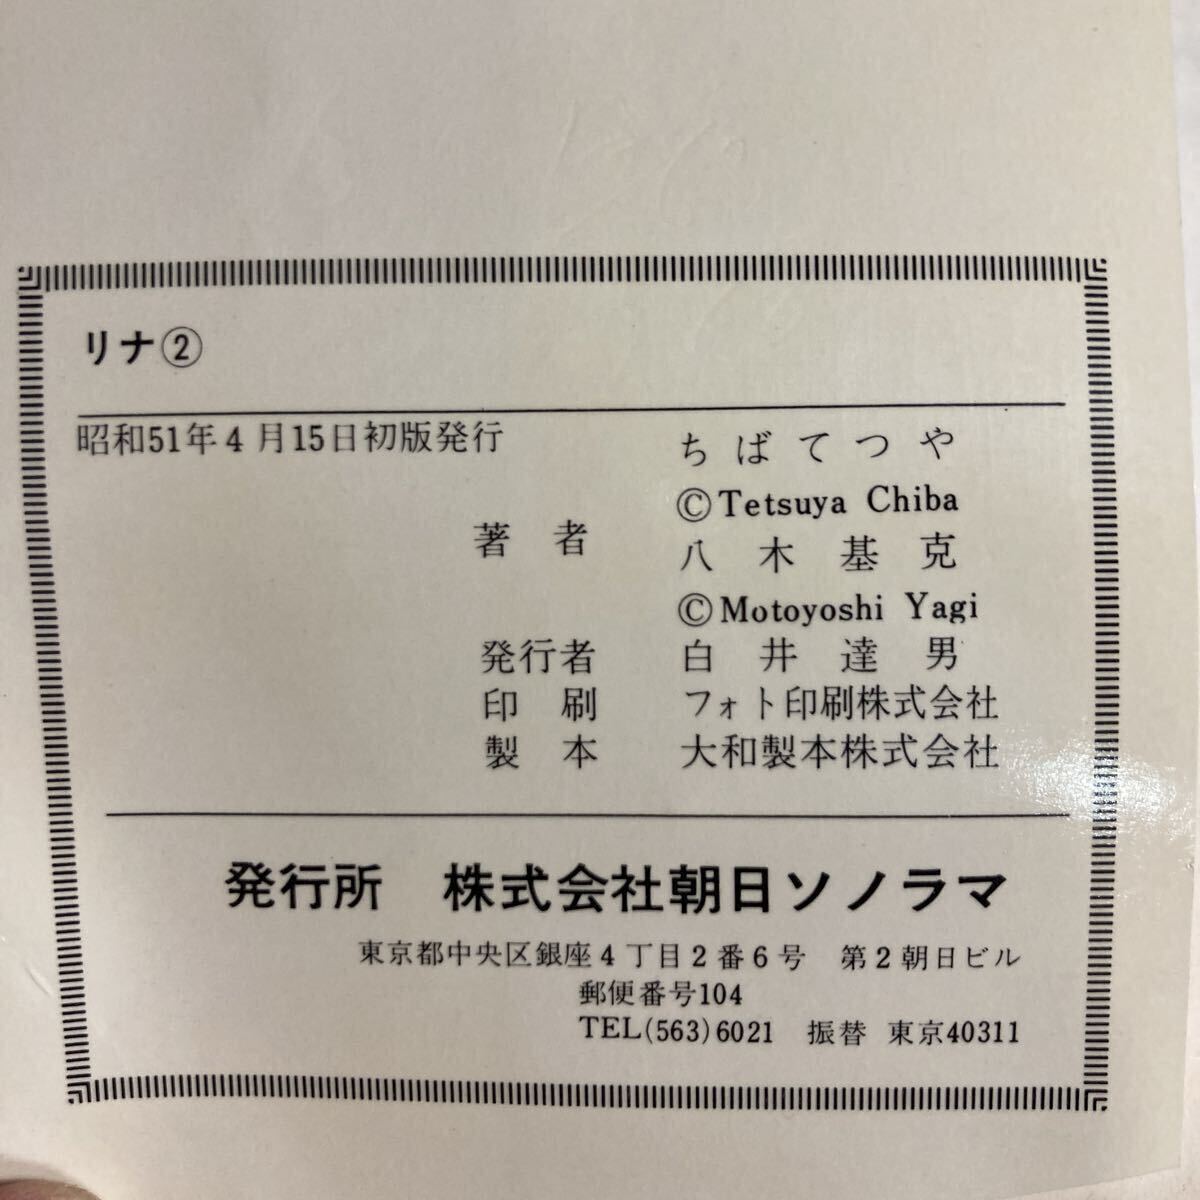 リナ②
昭和51年4月15日初版発行
著者 ちばてつや
©Tetsuya Chiba
八木基克
©Motoyoshi Yagi
発行者 白井達男
印刷 フォト印刷株式会社
製本 大和製本株式会社
発行所 株式会社朝日ソノラマ
東京都中央区銀座4丁目2番6号 第2朝日ビル
郵便番号104
TEL(563)6021 振替 東京40311